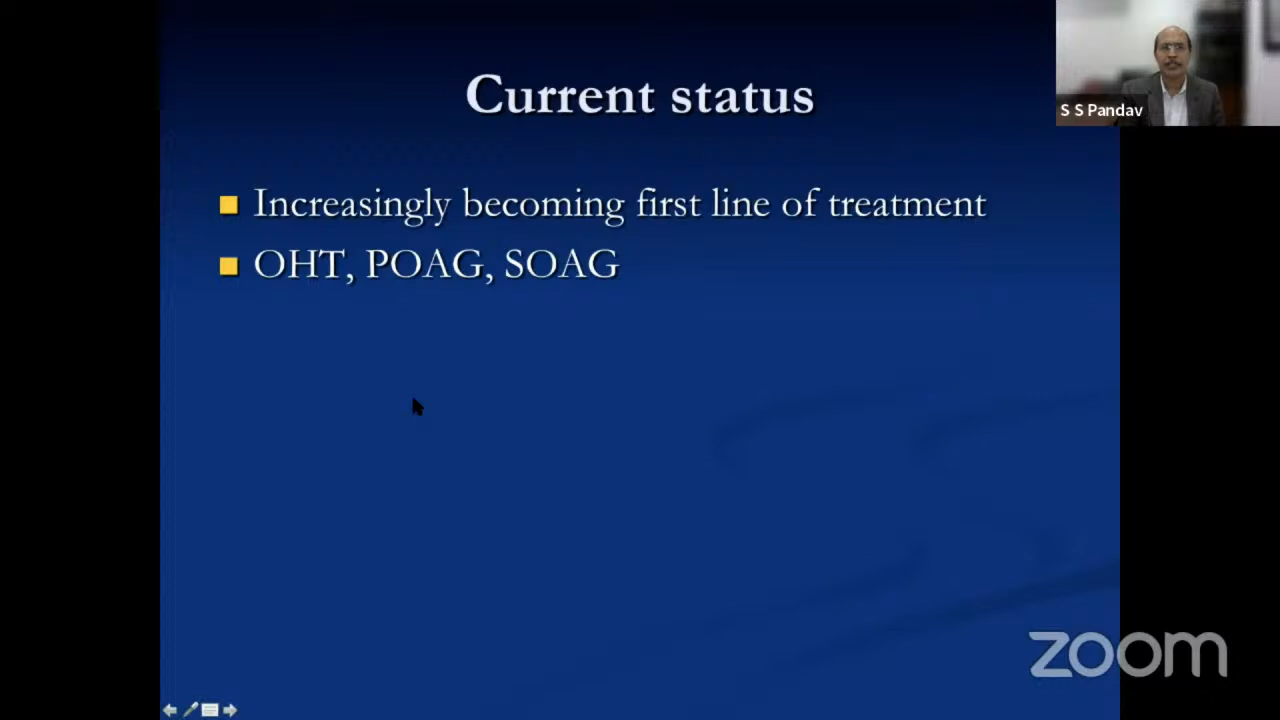 Current status
S S Pandav
Increasingly becoming first line of treatment
OHT, POAG, SOAG
zoom